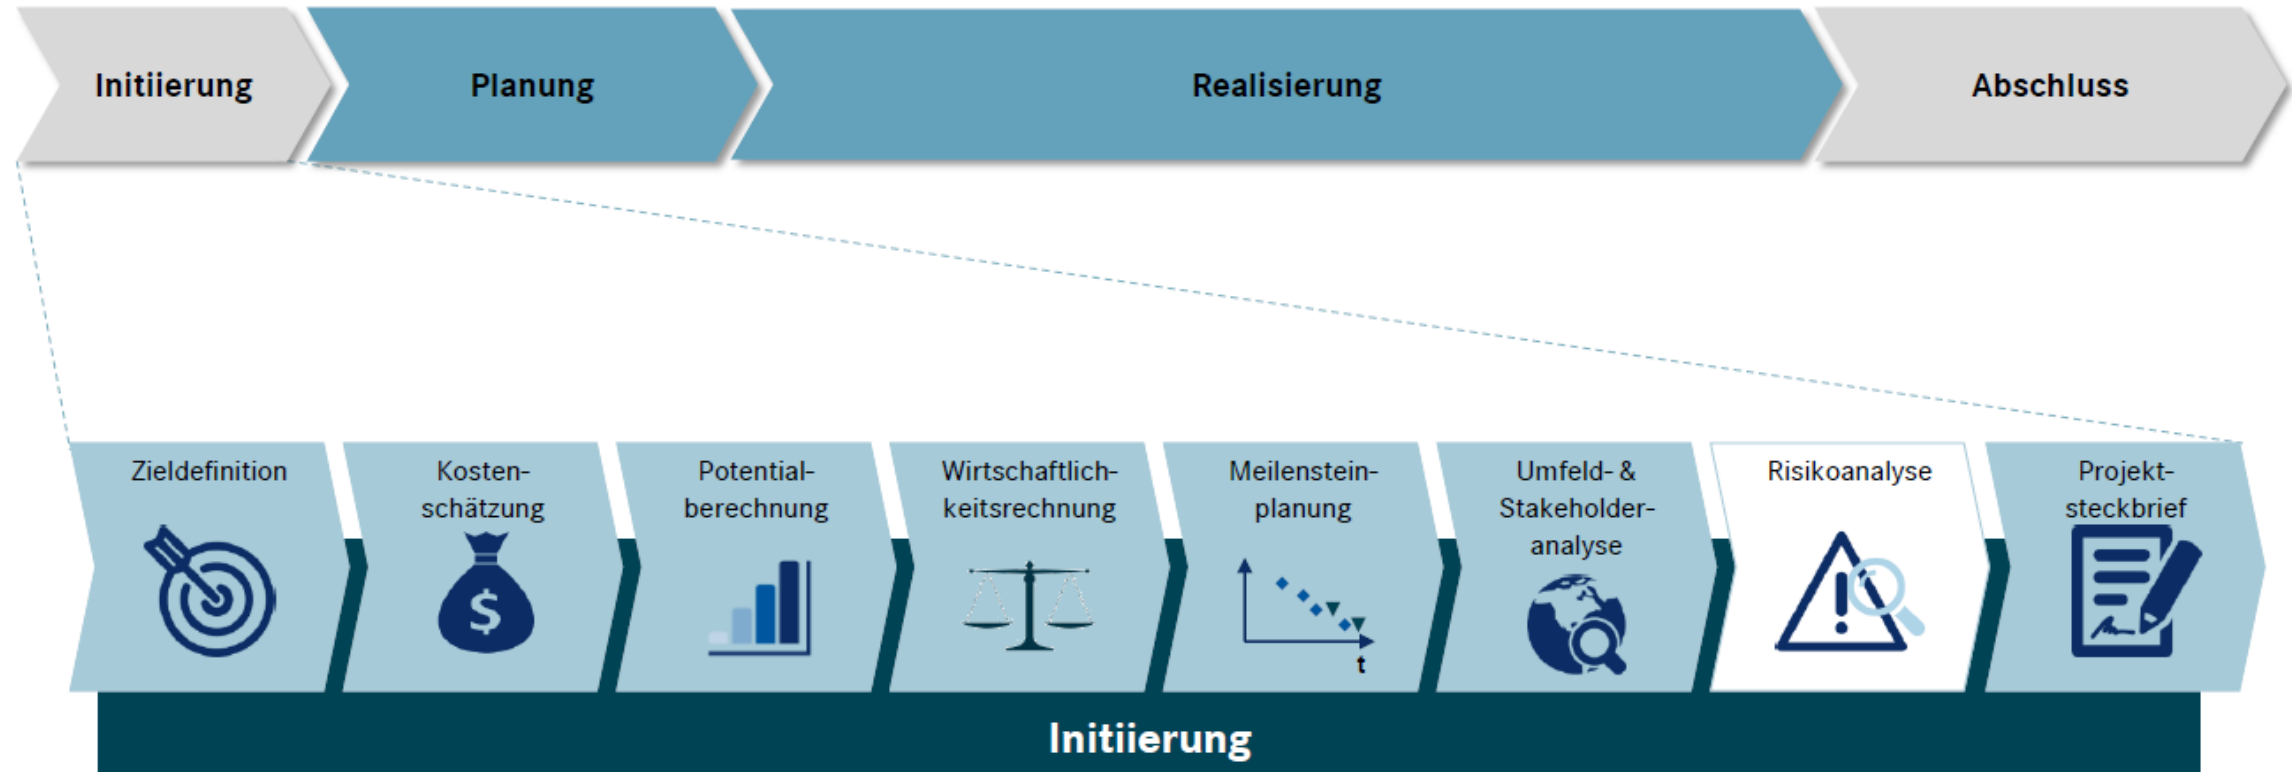 Initiierung
Planung
Realisierung
Abschluss
Zieldefinition
Kosten-
schätzung
$
Potential-
berechnung
Wirtschaftlich-
keitsrechnung
Meilenstein-
planung
t
Umfeld- &
Stakeholder-
analyse
Risikoanalyse
!
Projekt-
steckbrief
Initiierung